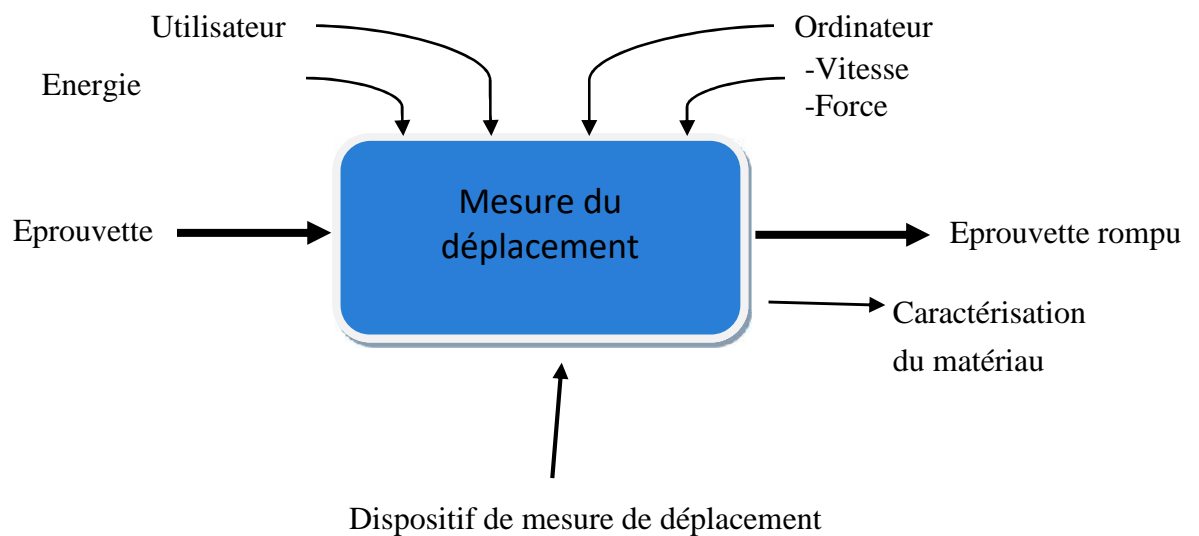 Utilisateur
Ordinateur
Energie
-Vitesse
-Force
Mesure du
déplacement
Eprouvette
Eprouvette rompu
Caractérisation
du matériau
Dispositif de mesure de déplacement